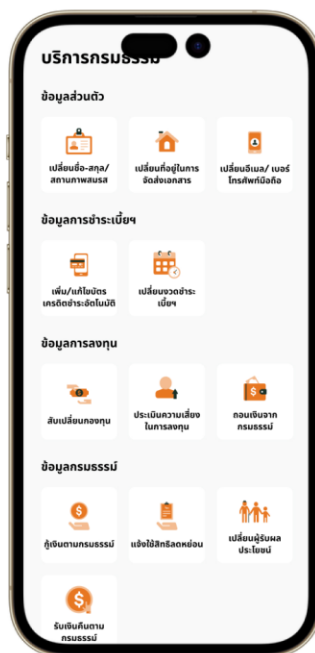 บริการกรมธรรม์
ข้อมูลส่วนตัว
เปลี่ยนชื่อ-สกุล/
สถานภาพสมรส
เปลี่ยนที่อยู่ในการ
จัดส่งเอกสาร
เปลี่ยนอีเมล/ เบอร์
โทรศัพท์มือถือ
ข้อมูลการชำระเบี้ยฯ
เพิ่ม/แก้ไขบัตร
เครดิตชำระอัตโนมัติ
เปลี่ยนงวดชำระ
เบี้ยฯ
ข้อมูลการลงทุน
สับเปลี่ยนกองทุน
ประเมินความเสี่ยง
ในการลงทุน
ถอนเงินจาก
กรมธรรม์
ข้อมูลกรมธรรม์
กู้เงินตามกรมธรรม์
แจ้งใช้สิทธิลดหย่อน
เปลี่ยนผู้รับผล
ประโยชน์
รับเงินคืนตาม
กรมธรรม์